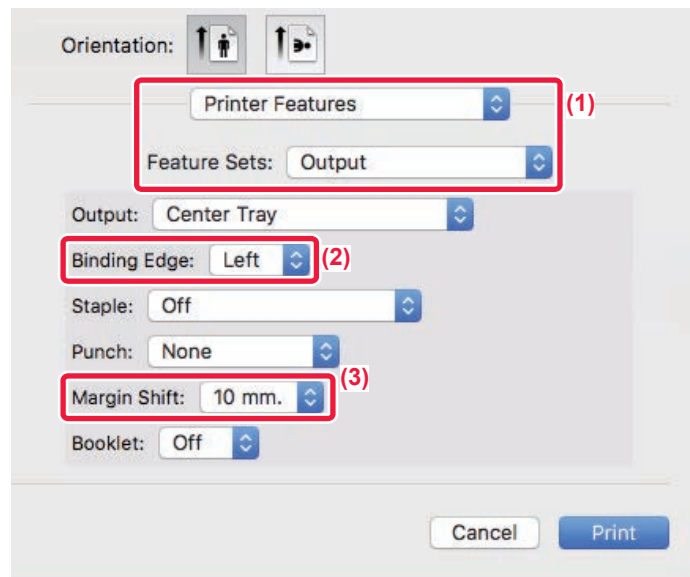 Orientation:
Printer Features
(1)
Feature Sets: Output
Output: Center Tray
Binding Edge: Left
(2)
Staple: Off
Punch: None
(3)
Margin Shift: 10 mm.
Booklet: Off
Cancel Print